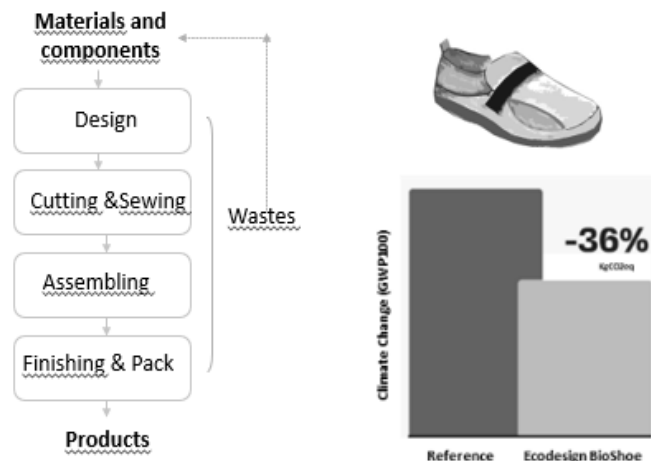 Materials and
components
Design
Cutting &Sewing
Wastes
Assembling
Finishing & Pack
Products
-36%
KgCO2eq
Climate Change (GWP100)
Reference
Ecodesign BioShoe